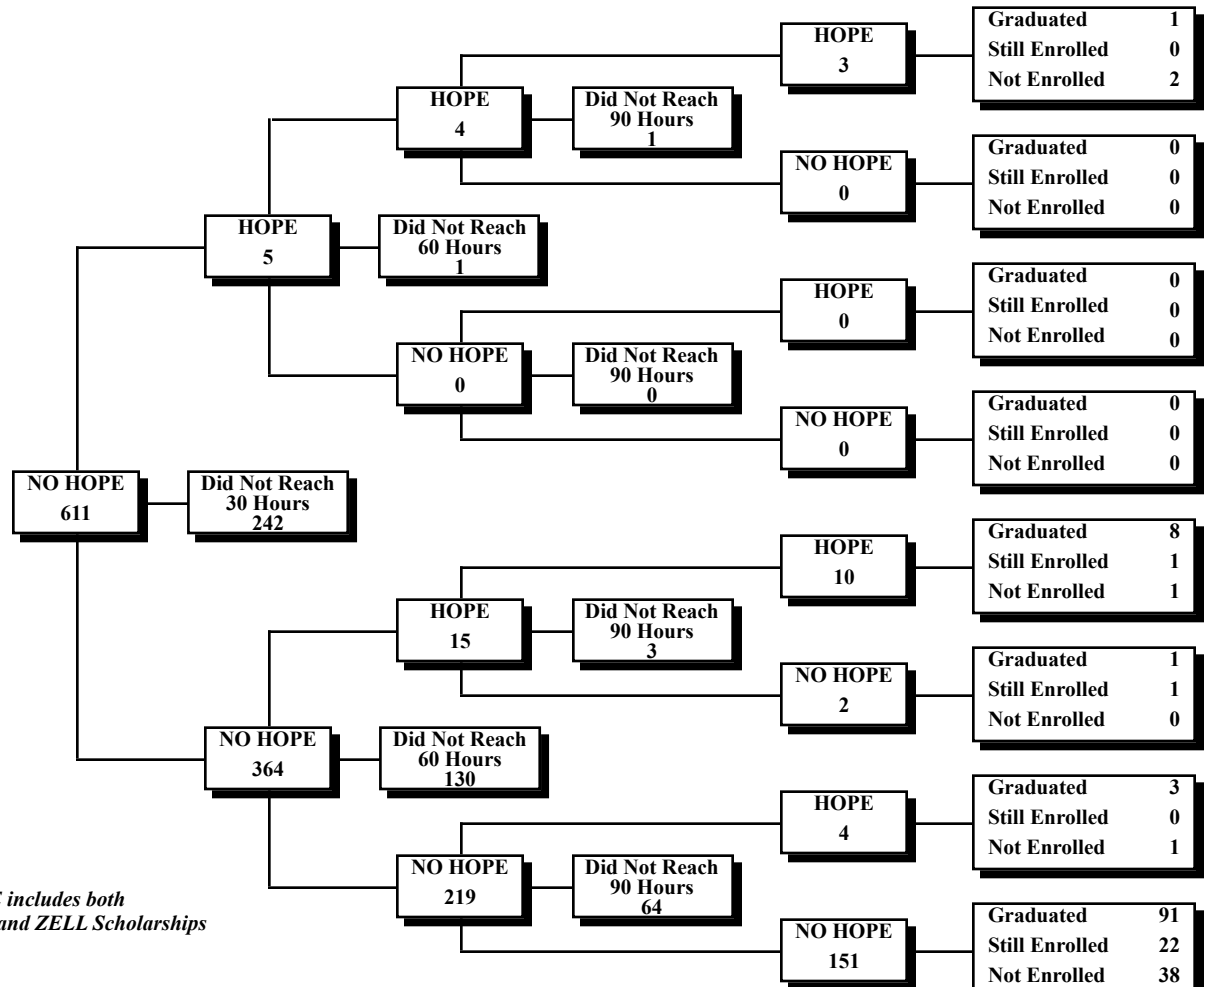 Graduated 1
Still Enrolled 0
Not Enrolled 2
HOPE
3
HOPE
4
Did Not Reach
90 Hours
1
NO HOPE
0
Graduated 0
Still Enrolled 0
Not Enrolled 0
HOPE
5
Did Not Reach
60 Hours
1
HOPE
0
Graduated 0
Still Enrolled 0
Not Enrolled 0
NO HOPE
0
Did Not Reach
90 Hours
0
NO HOPE
0
Graduated 0
Still Enrolled 0
Not Enrolled 0
NO HOPE
611
Did Not Reach
30 Hours
242
HOPE
10
Graduated 8
Still Enrolled 1
Not Enrolled 1
HOPE
15
Did Not Reach
90 Hours
3
NO HOPE
2
Graduated 1
Still Enrolled 1
Not Enrolled 0
NO HOPE
364
Did Not Reach
60 Hours
130
HOPE
4
Graduated 3
Still Enrolled 0
Not Enrolled 1
NO HOPE
219
Did Not Reach
90 Hours
64
NO HOPE
151
Graduated 91
Still Enrolled 22
Not Enrolled 38
includes both
and ZELL Scholarships